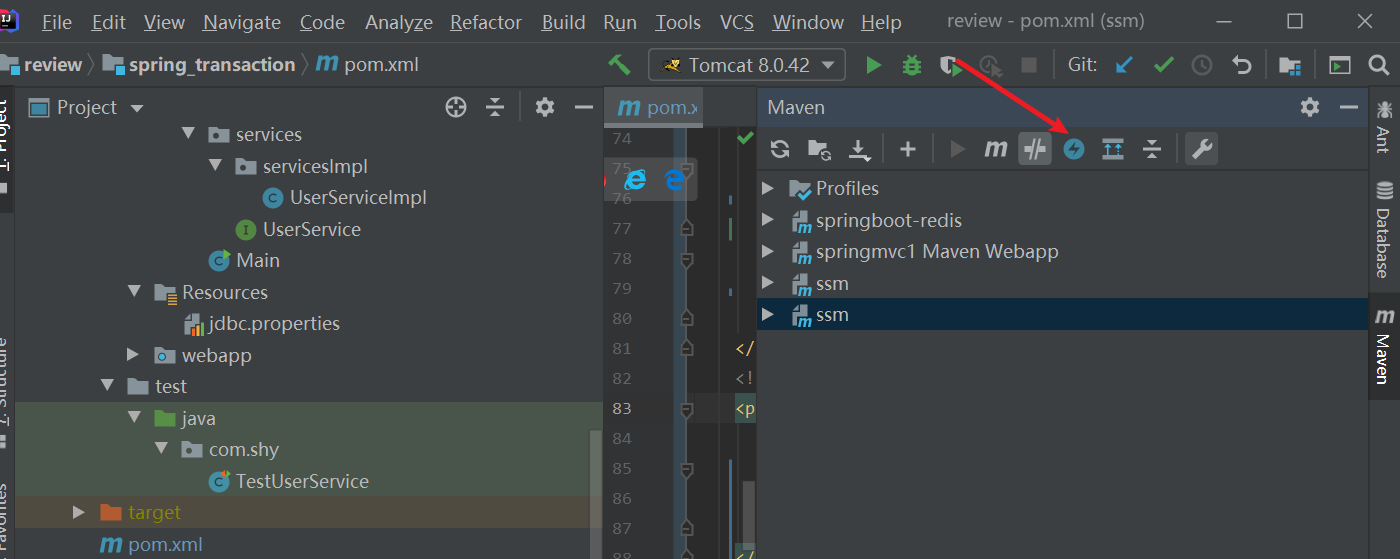 File Edit View Navigate Code Analyze Refactor Build Run Tools VCS Window Help review - pom.xml (ssm)
review spring_transaction m pom.xml Tomcat 8.0.42 Git:
Project
m pom.x
Maven
services
servicesImpl
C UserServiceImpl
I UserService
C Main
Resources
jdbc.properties
webapp
test
java
com.shy
C TestUserService
target
m pom.xml
74
75
76
77
78
79
80
81 </
82 <!
83 <p
84
85
86
87
88 </
m
Profiles
springboot-redis
springmvc1 Maven Webapp
ssm
ssm
1: Project
7: Structure
Favorites
Ant
Database
m Maven